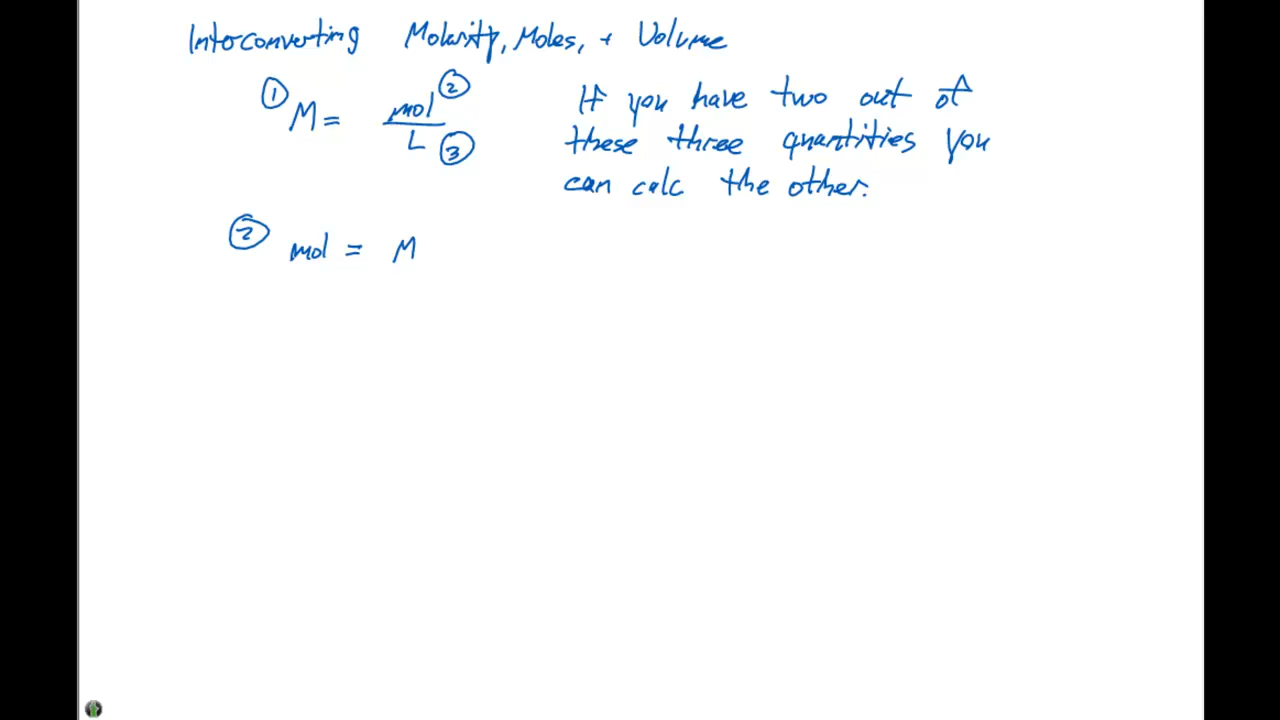 Interconverting Molarity, Moles, + Volume
① M = mol ② / L ③
If you have two out of
these three quantities you
can calc the other.
② mol = M